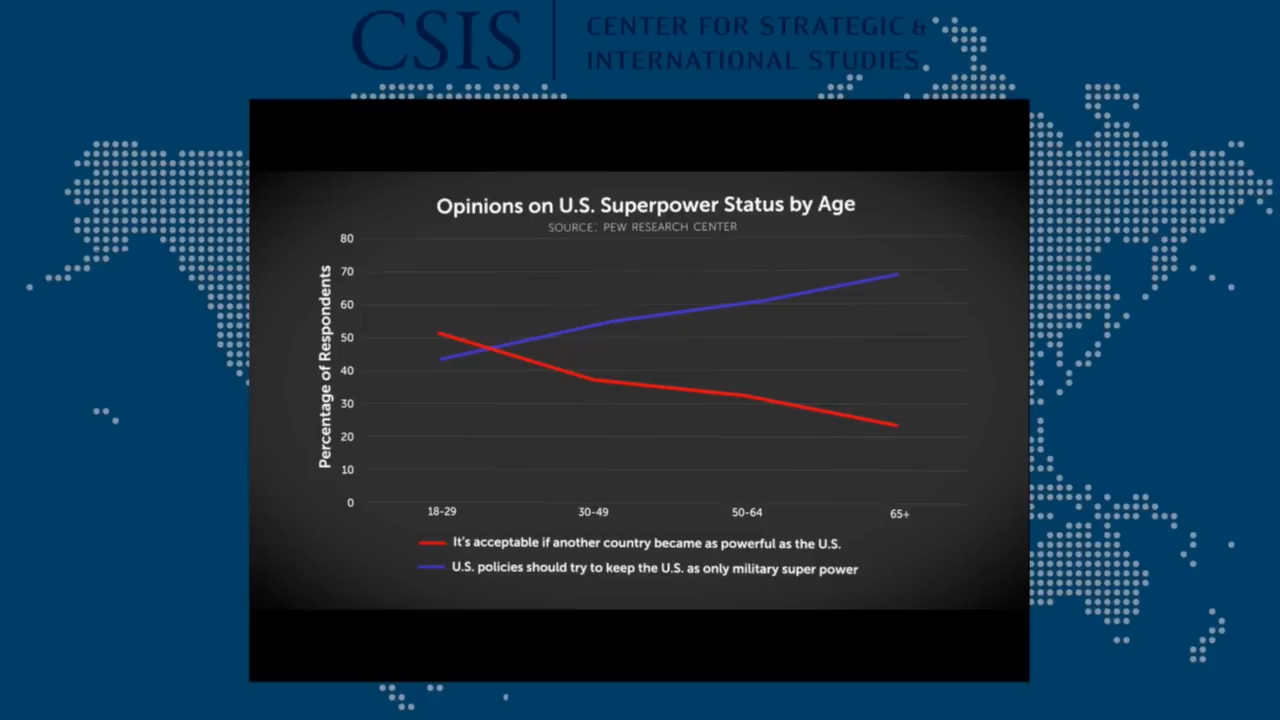 CSIS
CENTER FOR STRATEGIC &
INTERNATIONAL STUDIES
Opinions on U.S. Superpower Status by Age
SOURCE: PEW RESEARCH CENTER
Percentage of Respondents
80
70
60
50
40
30
20
10
0
18-29 30-49 50-64 65+
It's acceptable if another country became as powerful as the U.S.
U.S. policies should try to keep the U.S. as only military super power